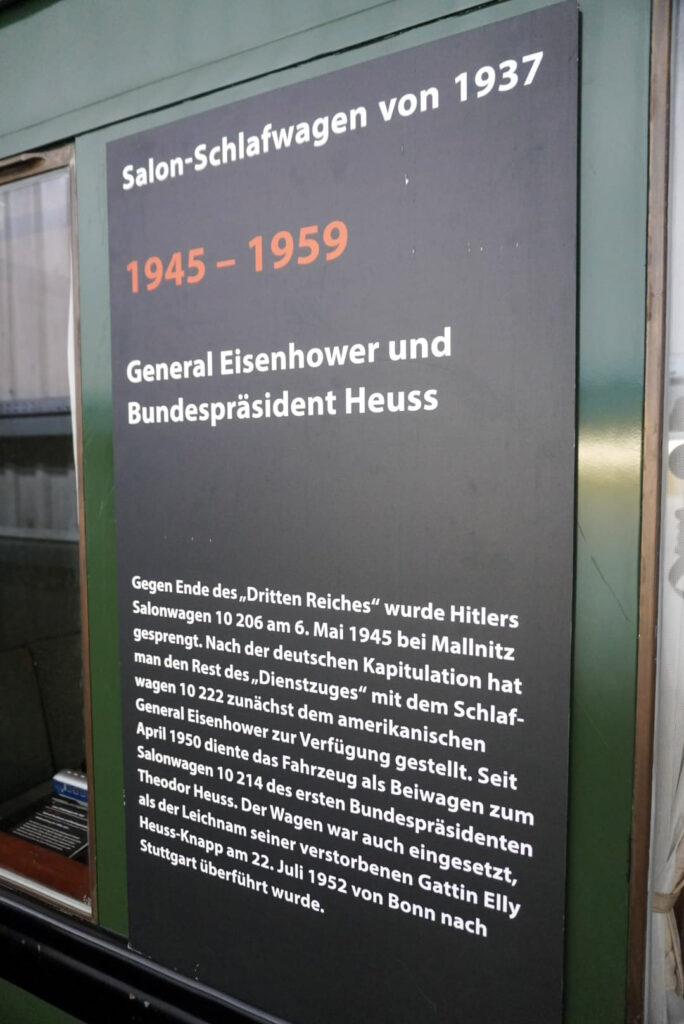 Salon-Schlafwagen von 1937
1945 – 1959
General Eisenhower und
Bundespräsident Heuss
Gegen Ende des „Dritten Reiches“ wurde Hitlers
Salonwagen 10 206 am 6. Mai 1945 bei Mallnitz
gesprengt. Nach der deutschen Kapitulation hat
man den Rest des „Dienstzuges“ mit dem Schlaf-
wagen 10 222 zunächst dem amerikanischen
General Eisenhower zur Verfügung gestellt. Seit
April 1950 diente das Fahrzeug als Beiwagen zum
Salonwagen 10 214 des ersten Bundespräsidenten
Theodor Heuss. Der Wagen war auch eingesetzt,
als der Leichnam seiner verstorbenen Gattin Elly
Heuss-Knapp am 22. Juli 1952 von Bonn nach
Stuttgart überführt wurde.